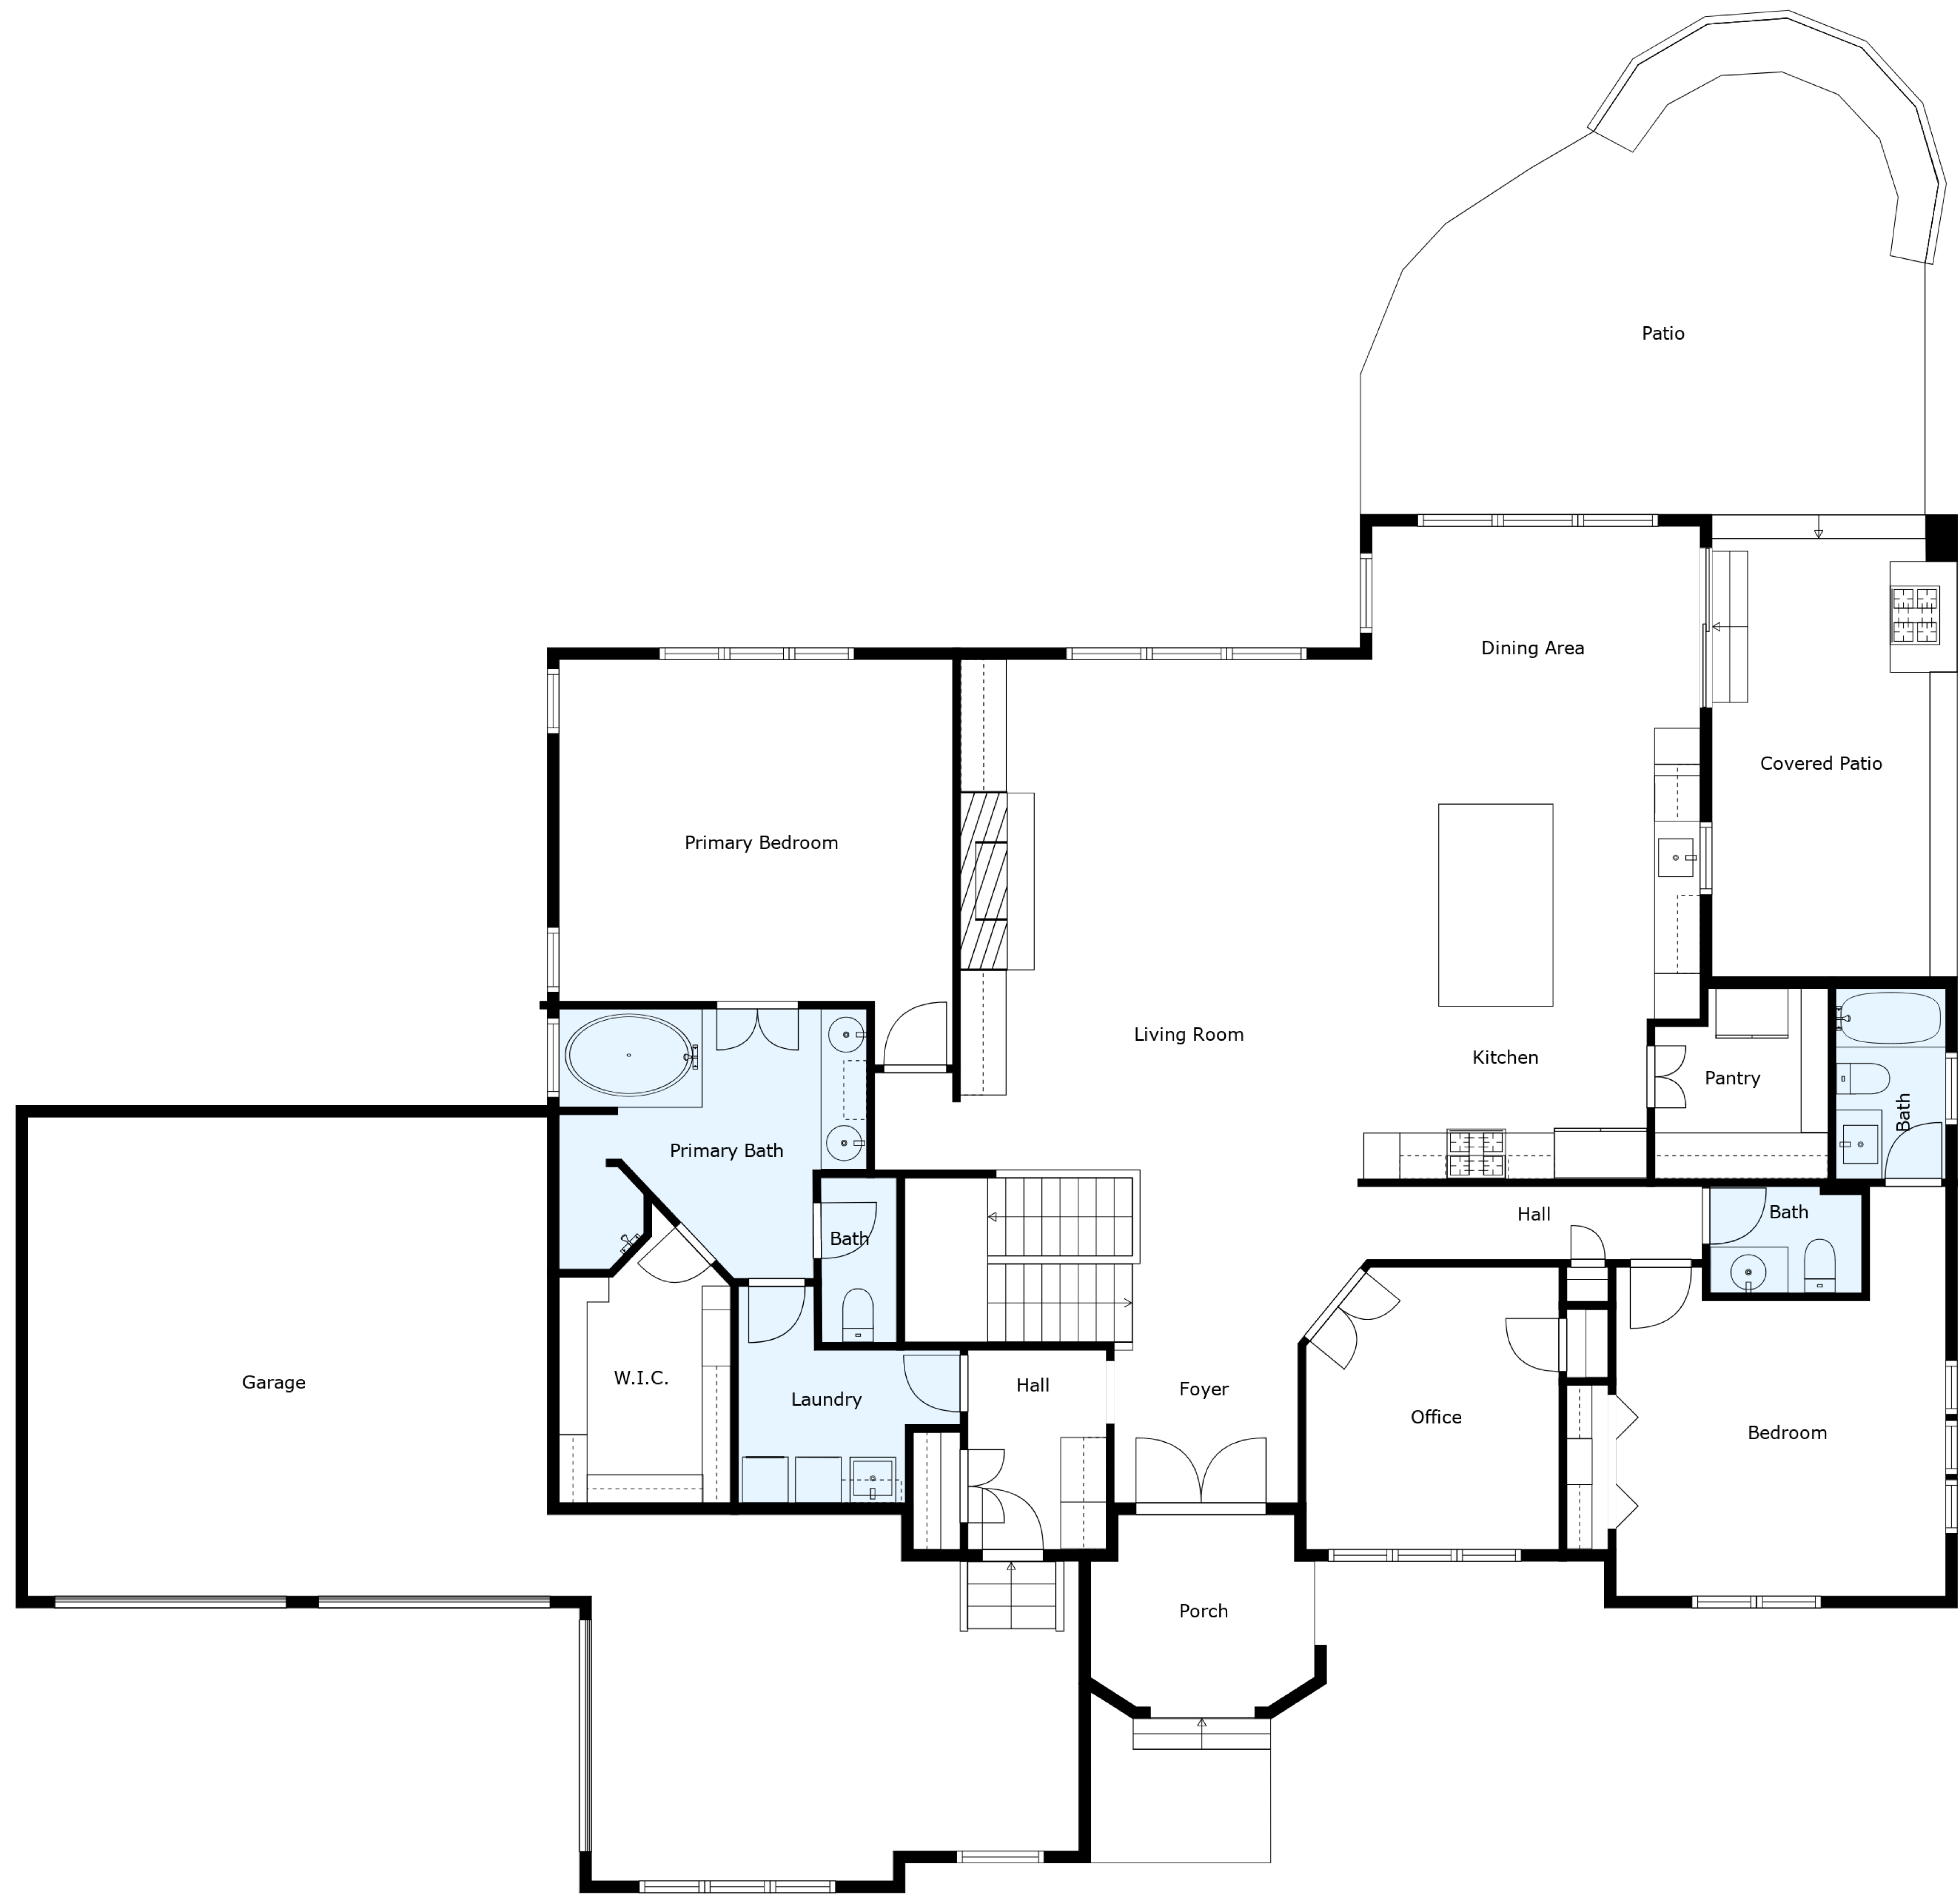 Patio
Dining Area
Covered Patio
Primary Bedroom
Living Room
Kitchen
Pantry
Bath
Primary Bath
Bath
Hall
Bath
Garage
W.I.C.
Laundry
Hall
Foyer
Office
Bedroom
Porch